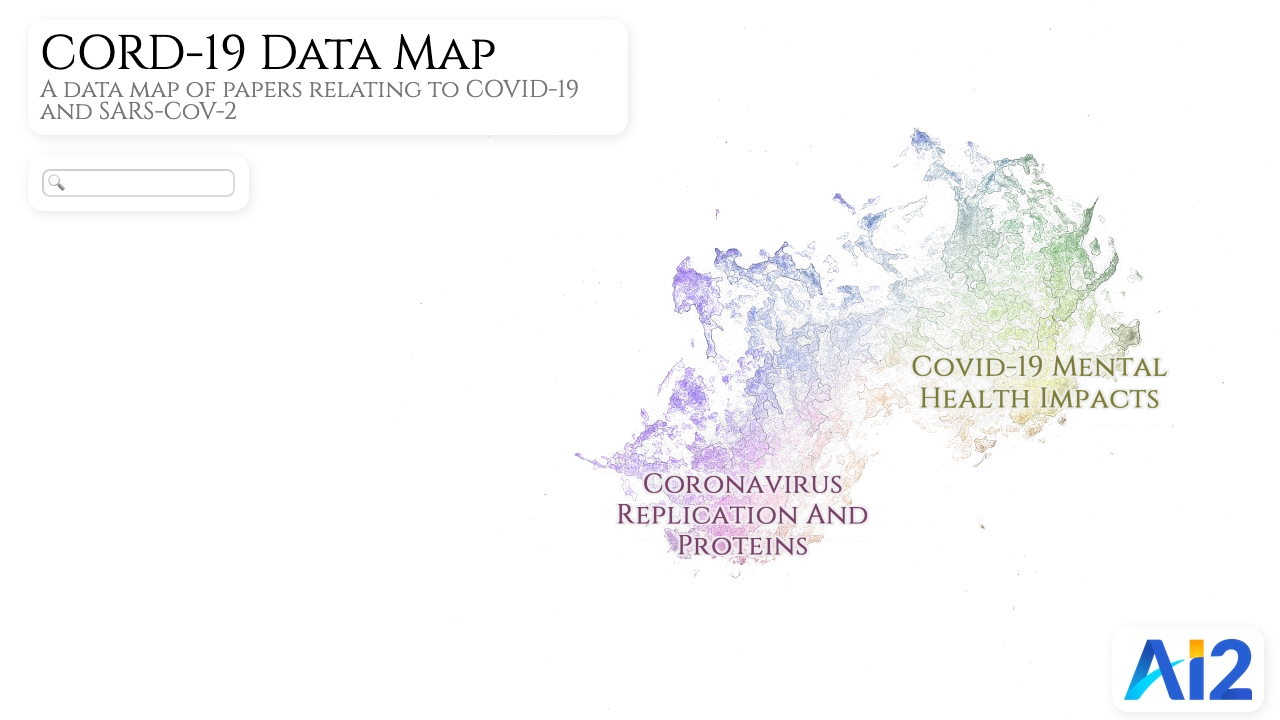 CORD-19 Data Map
A data map of papers relating to COVID-19
and SARS-CoV-2
Covid-19 Mental
Health Impacts
Coronavirus
Replication And
Proteins
Ai2